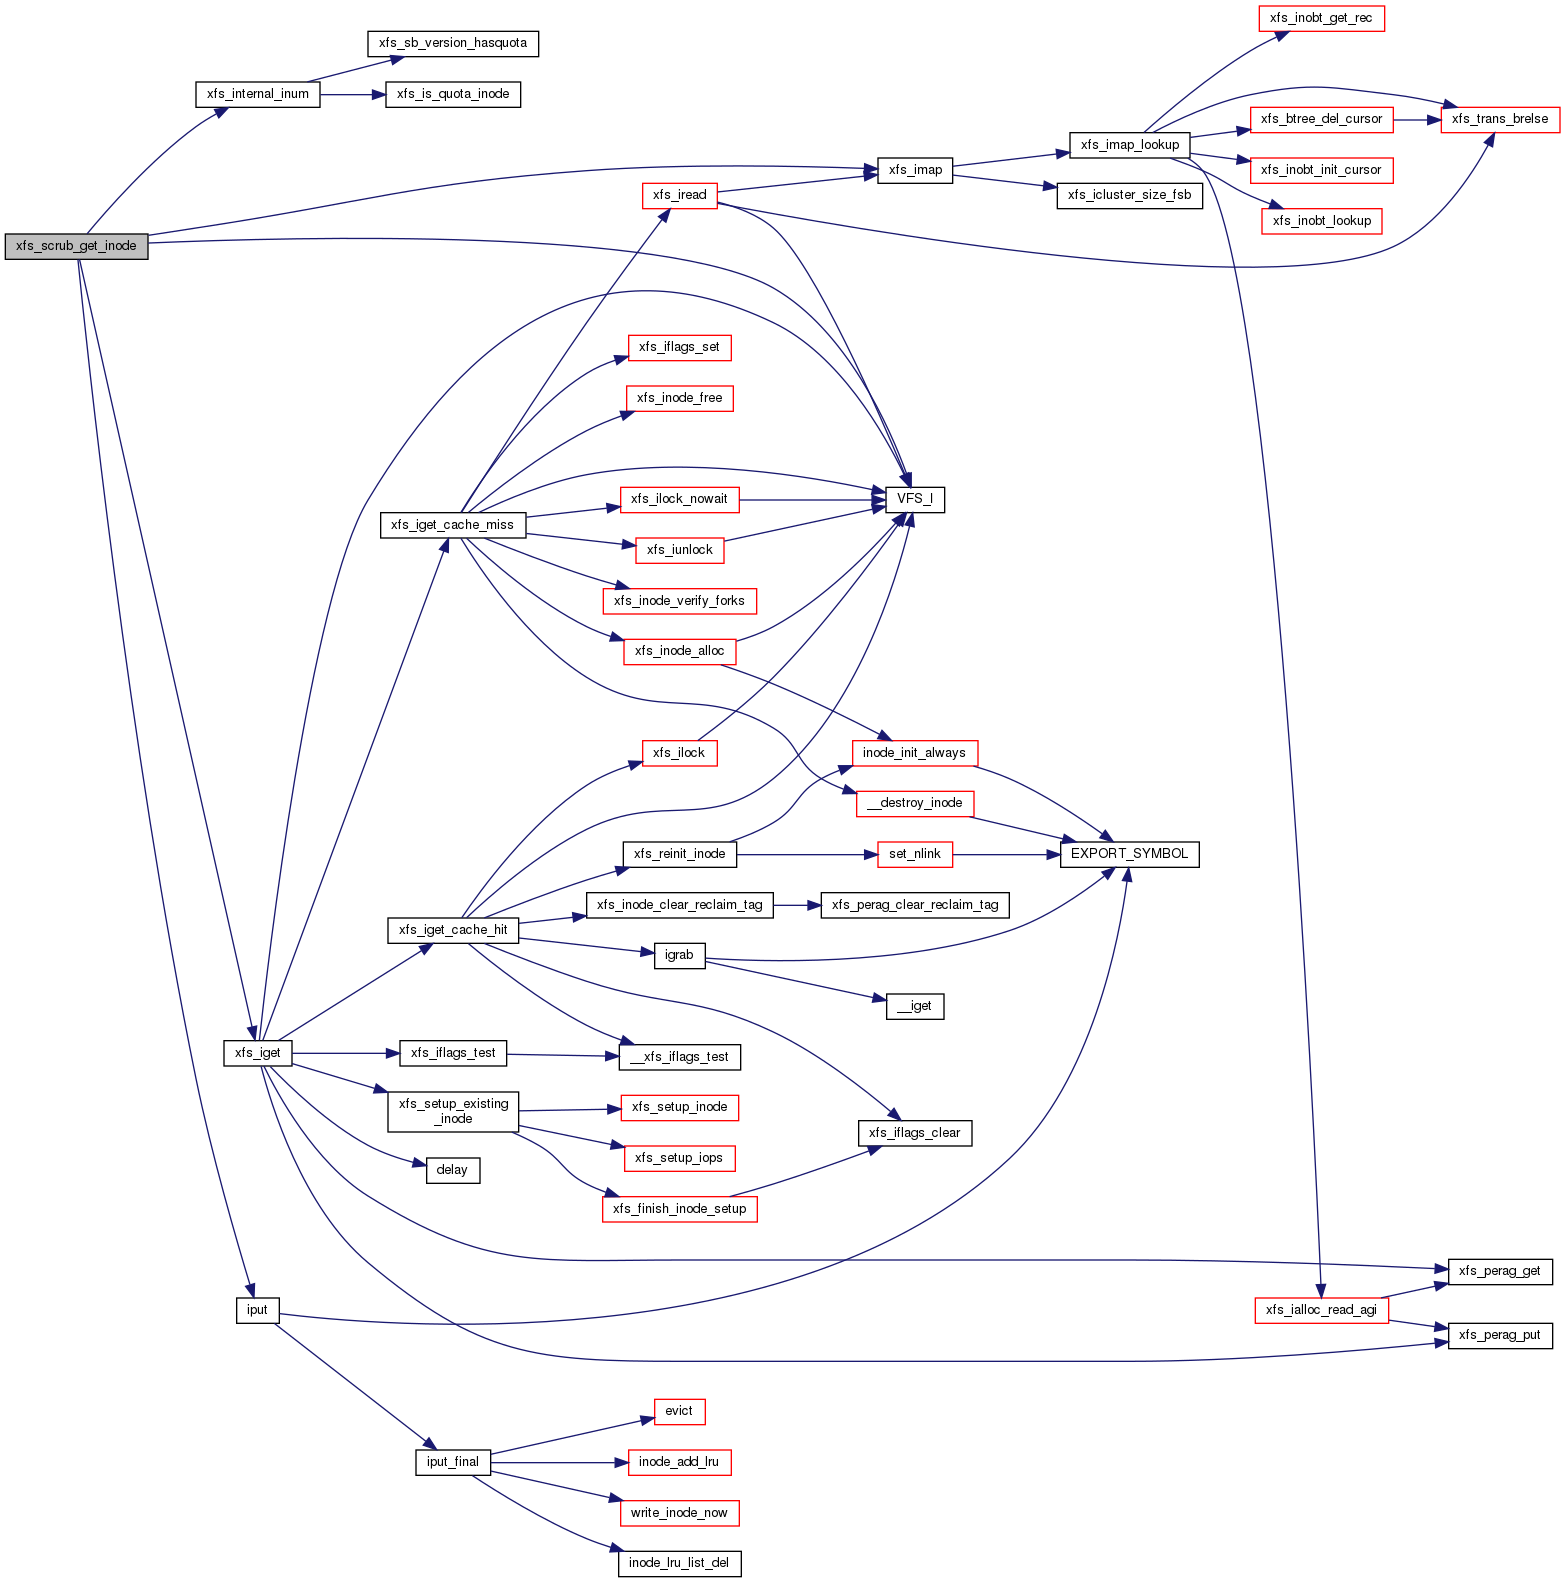 xfs_inobt_get_rec
xfs_sb_version_hasquota
xfs_internal_inum
xfs_is_quota_inode
xfs_btree_del_cursor
xfs_trans_brelse
xfs_imap_lookup
xfs_imap
xfs_inobt_init_cursor
xfs_iread
xfs_icluster_size_fsb
xfs_inobt_lookup
xfs_scrub_get_inode
xfs_iflags_set
xfs_inode_free
xfs_ilock_nowait
VFS_I
xfs_iget_cache_miss
xfs_iunlock
xfs_inode_verify_forks
xfs_inode_alloc
xfs_ilock
inode_init_always
__destroy_inode
xfs_reinit_inode
set_nlink
EXPORT_SYMBOL
xfs_inode_clear_reclaim_tag
xfs_perag_clear_reclaim_tag
xfs_iget_cache_hit
igrab
__iget
xfs_iget
xfs_iflags_test
__xfs_iflags_test
xfs_setup_existing
_inode
xfs_setup_inode
xfs_iflags_clear
xfs_setup_iops
delay
xfs_finish_inode_setup
xfs_perag_get
iput
xfs_ialloc_read_agi
xfs_perag_put
evict
iput_final
inode_add_lru
write_inode_now
inode_lru_list_del